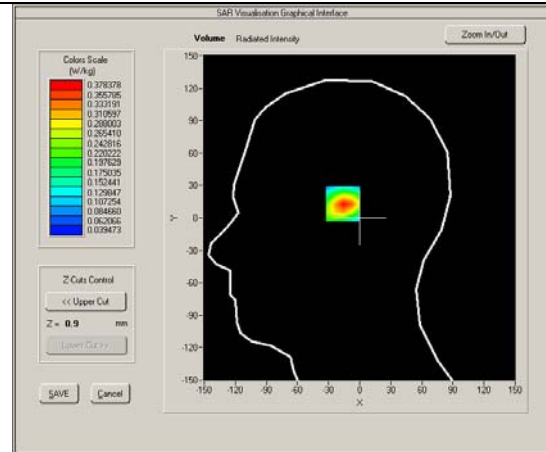 SAR Visualisation Graphical Interface
Volume Radiated Intensity
Zoom In/Out
Colors Scale
(W/kg)
0.378378
0.355785
0.333191
0.310597
0.288003
0.265410
0.242816
0.220222
0.197629
0.175035
0.152441
0.129847
0.107254
0.084660
0.062066
0.039473
150
120
90
60
30
0
-30
-60
-90
-120
-150
Y
-150 -120 -90 -60 -30 0 30 60 90 120 150
X
Z-Cuts Control
<< Upper Cut
Z = 0.9 mm
Lower Cut >>
SAVE Cancel